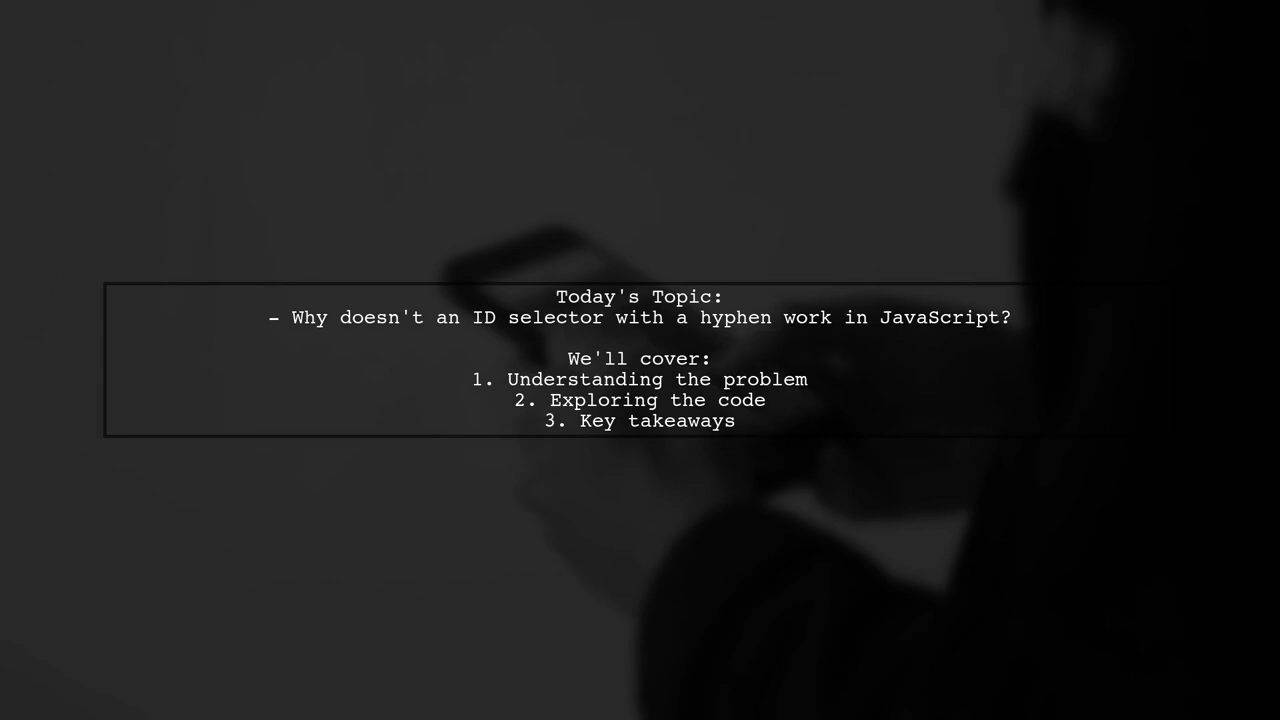 Today's Topic:
- Why doesn't an ID selector with a hyphen work in JavaScript?
We'll cover:
1. Understanding the problem
2. Exploring the code
3. Key takeaways